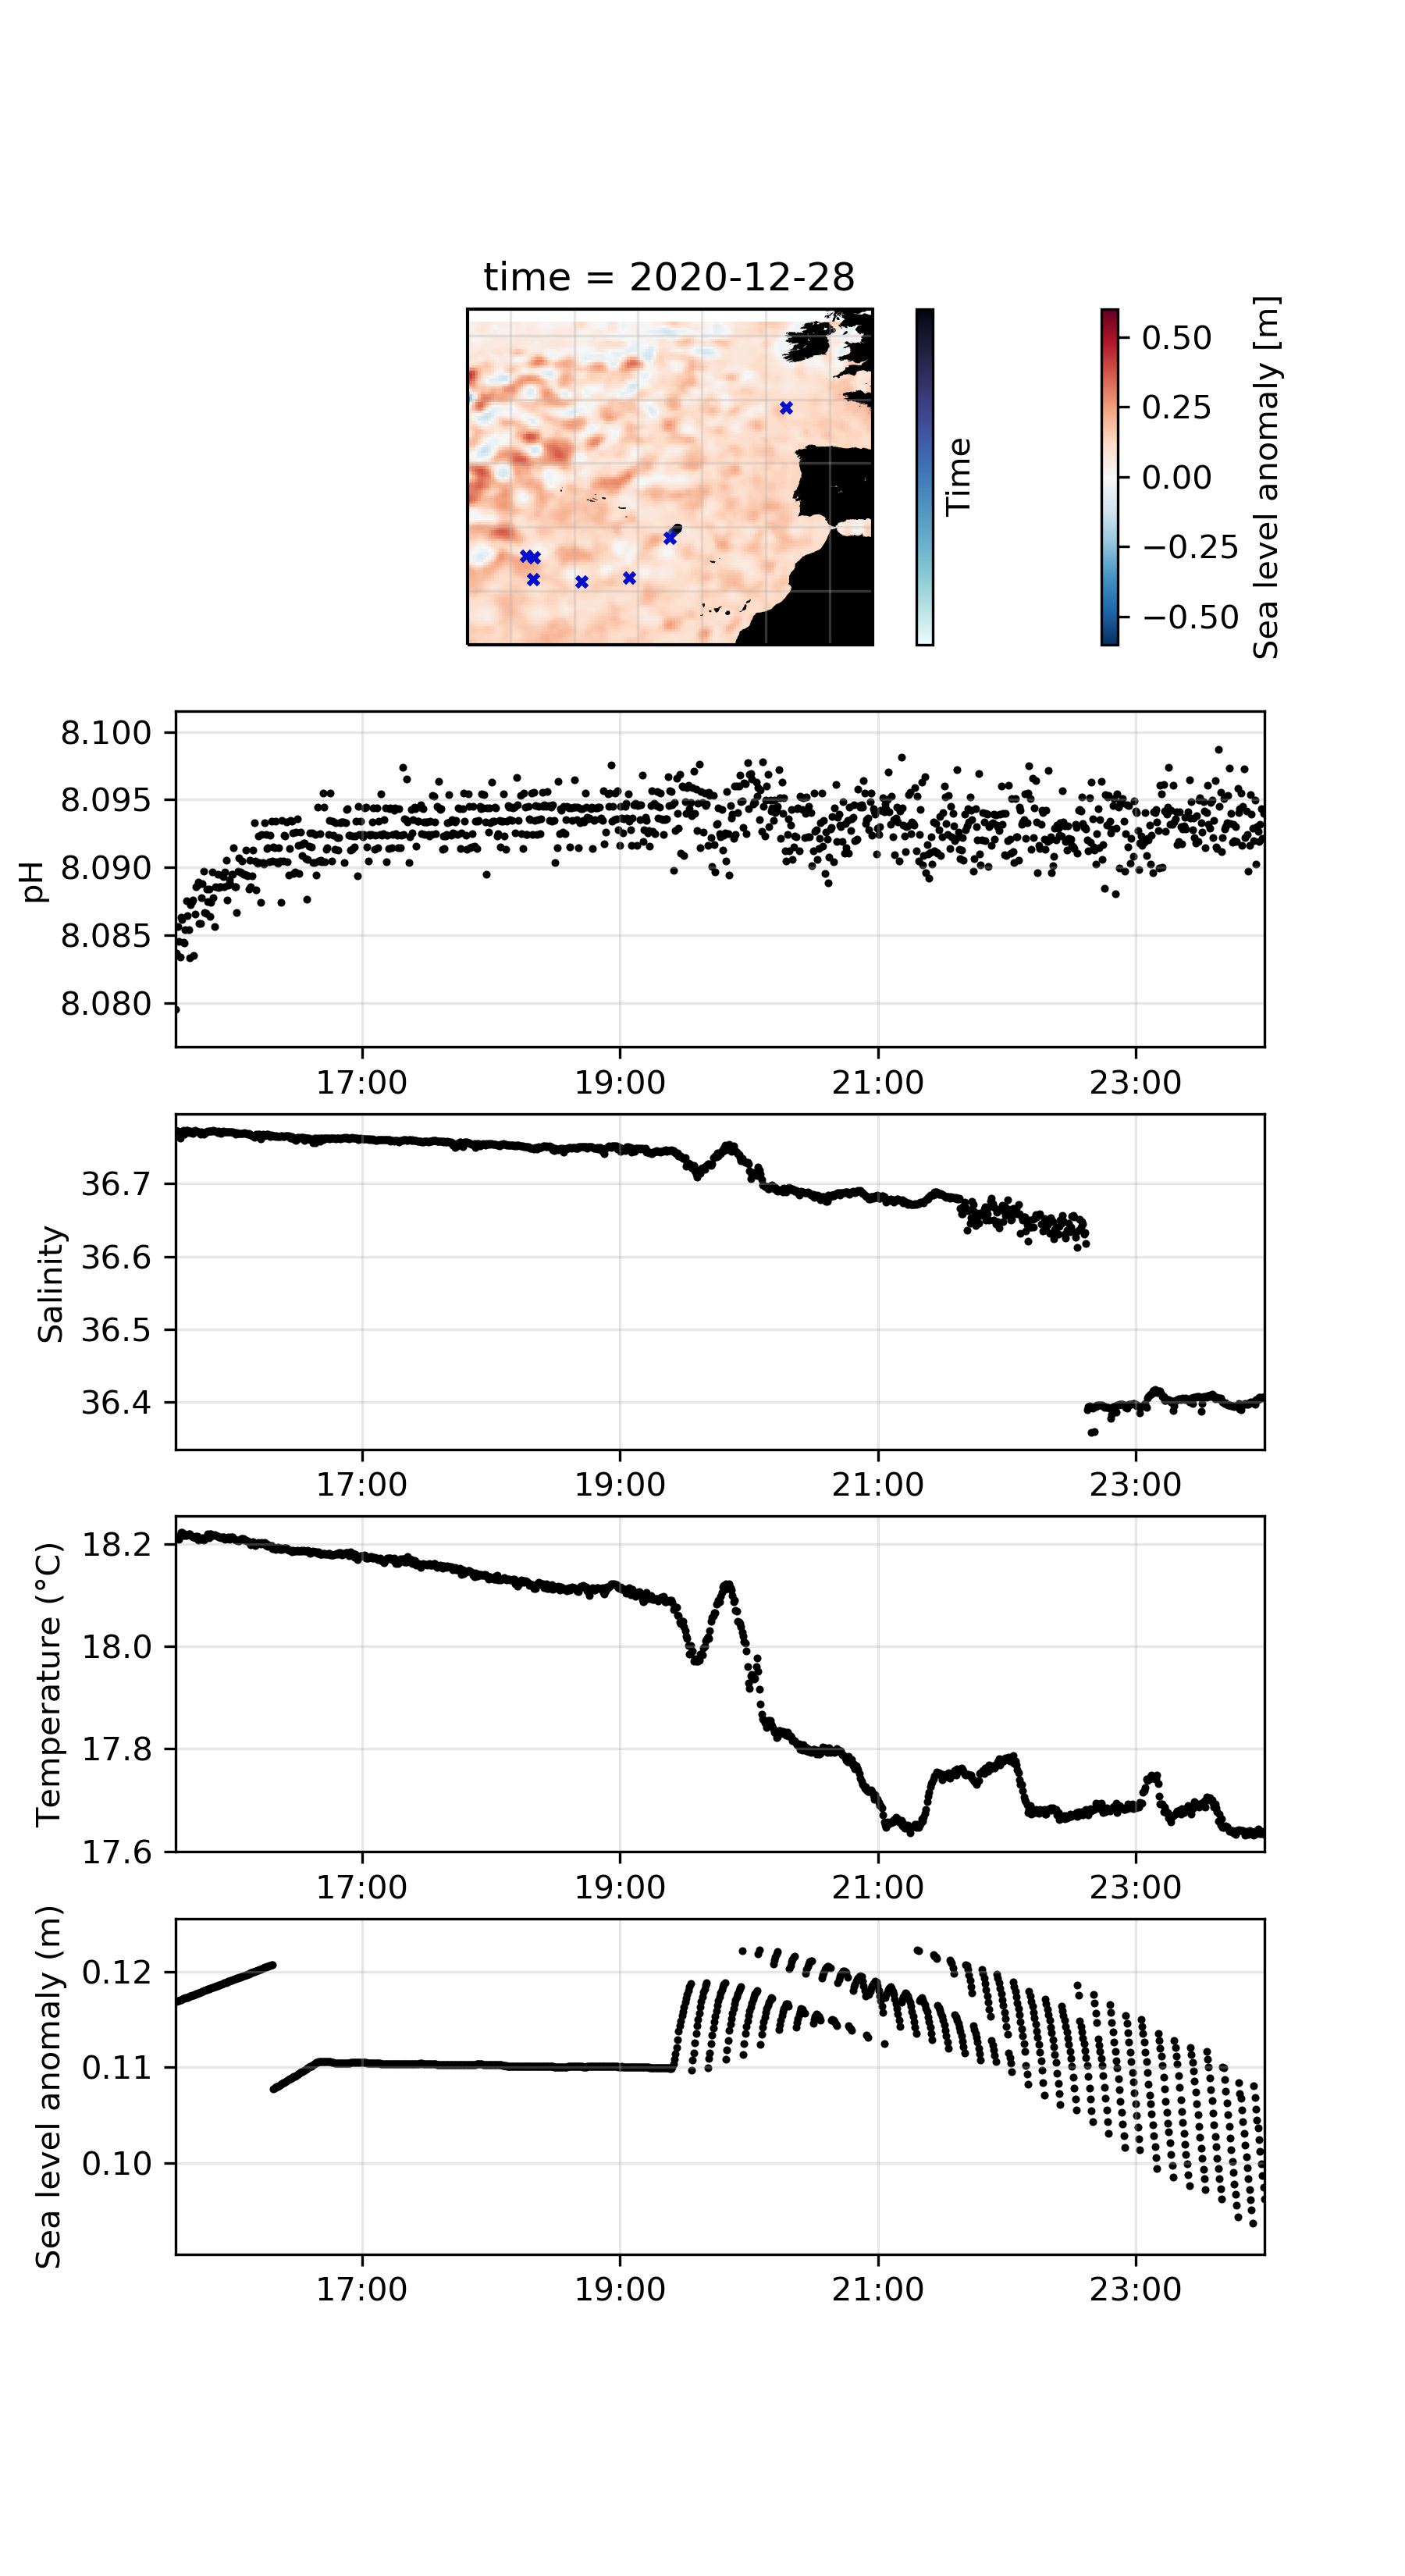 time = 2020-12-28
Time
0.50
0.25
0.00
−0.25
−0.50
Sea level anomaly [m]
8.100
8.095
8.090
8.085
8.080
pH
17:00 19:00 21:00 23:00
36.7
36.6
36.5
36.4
Salinity
17:00 19:00 21:00 23:00
18.2
18.0
17.8
17.6
Temperature (°C)
17:00 19:00 21:00 23:00
0.12
0.11
0.10
Sea level anomaly (m)
17:00 19:00 21:00 23:00